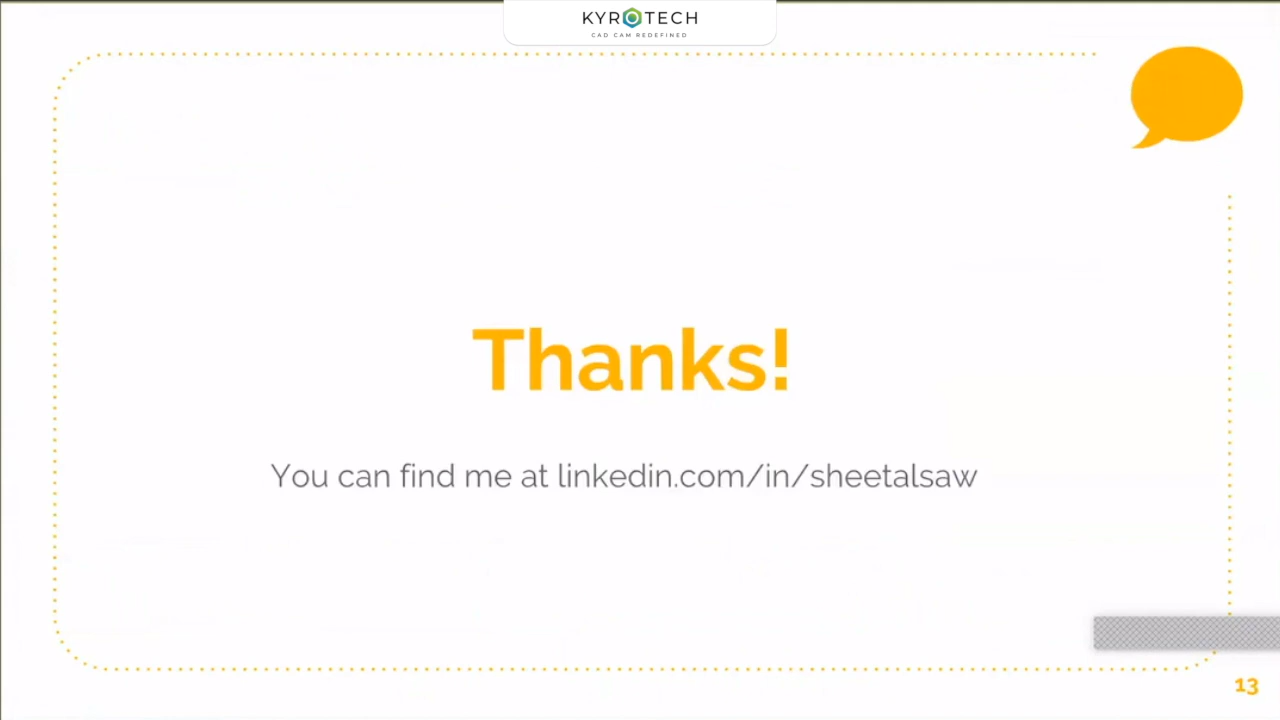 KYROTECH
CAD CAM REDEFINED
Thanks!
You can find me at linkedin.com/in/sheetalsaw
13